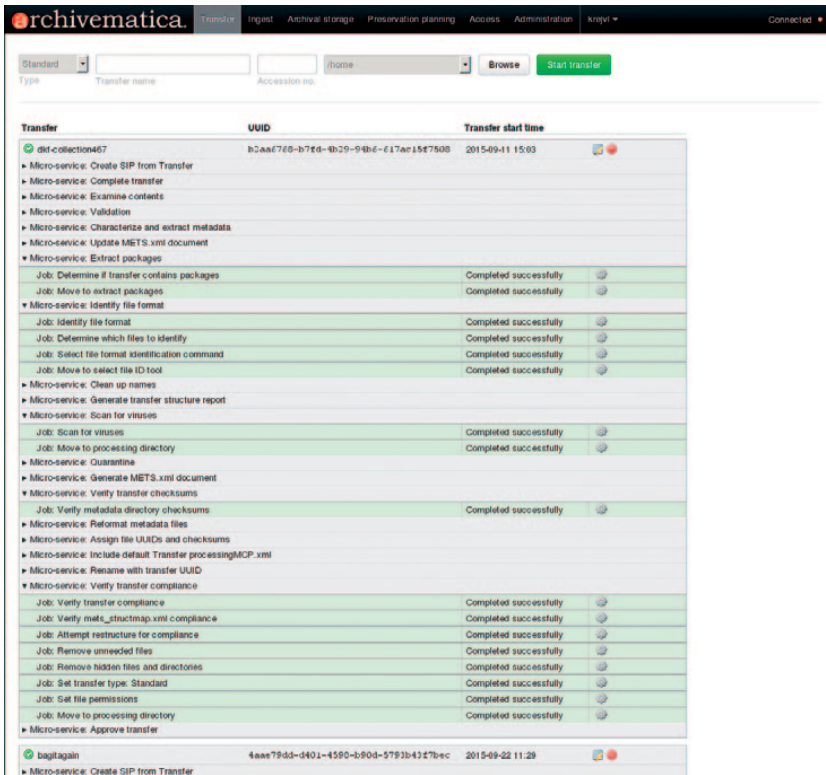 archivematica. Transfer Ingest Archival storage Preservation planning Access Administration krejvl Connected
Standard /home Browse Start transfer
Type Transfer name Accession no.
Transfer UUID Transfer start time
dkf-collection467 2015-09-11 15:03
Micro-service: Create SIP from Transfer
Micro-service: Complete transfer
Micro-service: Examine contents
Micro-service: Validation
Micro-service: Characterize and extract metadata
Micro-service: Update METS.xml document
Micro-service: Extract packages
Job: Determine if transfer contains packages Completed successfully
Job: Move to extract packages Completed successfully
Micro-service: Identify file format
Job: Identify file format Completed successfully
Job: Determine which files to identify Completed successfully
Job: Select file format identification command Completed successfully
Job: Move to select file ID tool Completed successfully
Micro-service: Clean up names
Micro-service: Generate transfer structure report
Micro-service: Scan for viruses
Job: Scan for viruses Completed successfully
Job: Move to processing directory Completed successfully
Micro-service: Quarantine
Micro-service: Generate METS.xml document
Micro-service: Verify transfer checksums
Job: Verify metadata directory checksums Completed successfully
Micro-service: Reformat metadata files
Micro-service: Assign file UUIDs and checksums
Micro-service: Include default Transfer processingMCP.xml
Micro-service: Rename with transfer UUID
Micro-service: Verify transfer compliance
Job: Verify transfer compliance Completed successfully
Job: Verify mets_structmap.xml compliance Completed successfully
Job: Attempt restructure for compliance Completed successfully
Job: Remove unneeded files Completed successfully
Job: Remove hidden files and directories Completed successfully
Job: Set transfer type: Standard Completed successfully
Job: Set file permissions Completed successfully
Job: Move to processing directory Completed successfully
Micro-service: Approve transfer
bagitagain 4aae79dd-d401-4590-b90d-5793b43f7bec 2015-09-22 11:29
Micro-service: Create SIP from Transfer